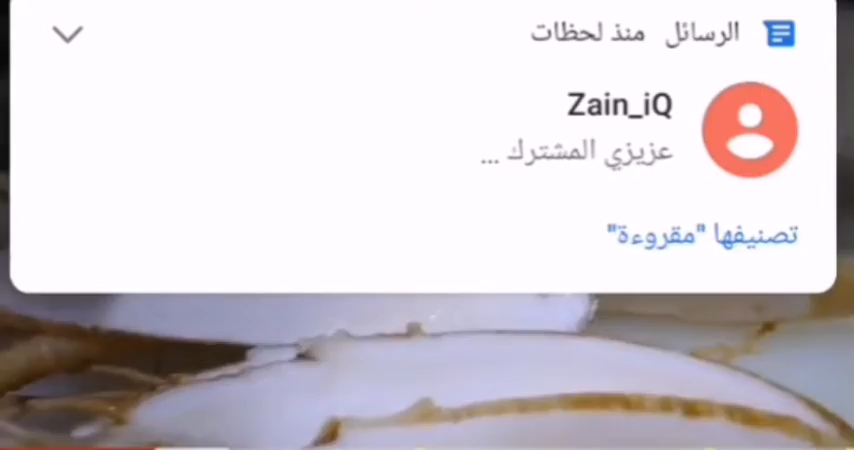 الرسائل منذ لحظات
Zain_iQ
عزيزي المشترك ...
تصنيفها "مقروءة"